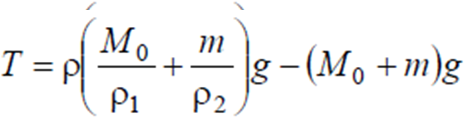 T = ρ(M₀/ρ₁ + m/ρ₂)g − (M₀ + m)g